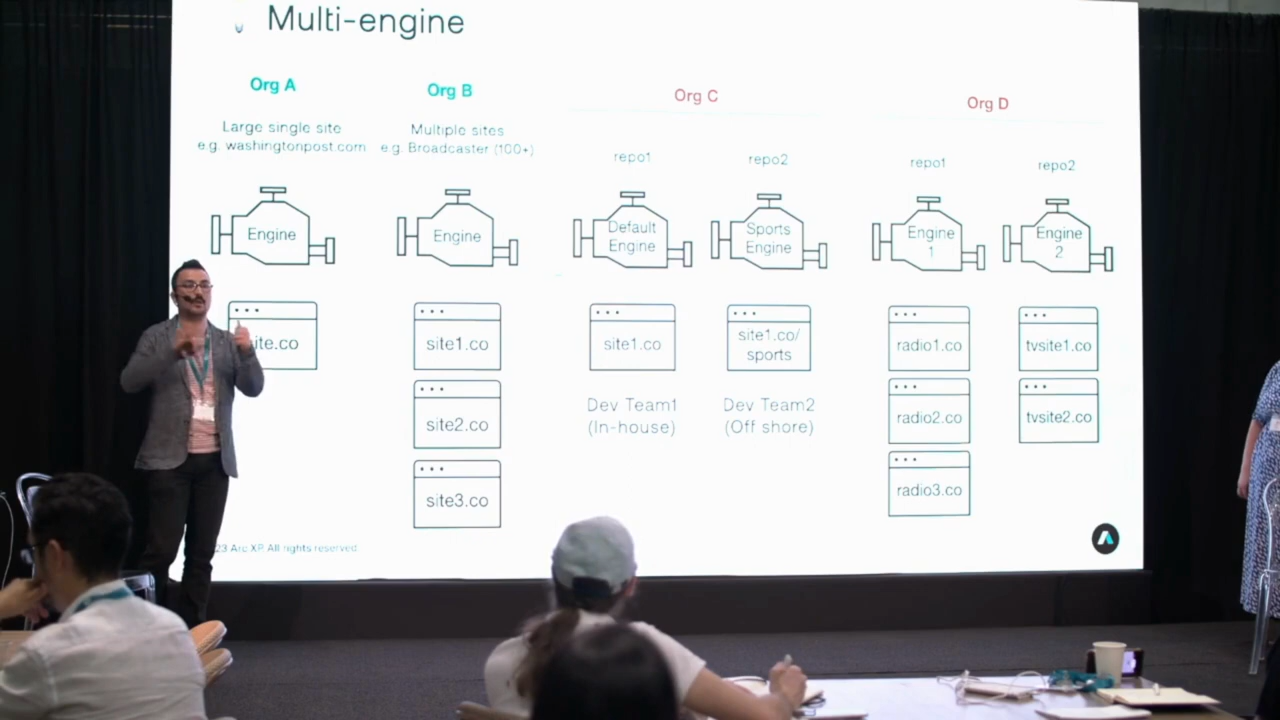 Multi-engine
Org A
Large single site
e.g. washingtonpost.com
Engine
ite.co
Org B
Multiple sites
e.g. Broadcaster (100+)
Engine
site1.co
site2.co
site3.co
Org C
repo1
Default
Engine
site1.co
Dev Team1
(In-house)
repo2
Sports
Engine
site1.co/
sports
Dev Team2
(Off shore)
Org D
repo1
Engine
1
radio1.co
radio2.co
radio3.co
repo2
Engine
2
tvsite1.co
tvsite2.co
23 Arc XP. All rights reserved